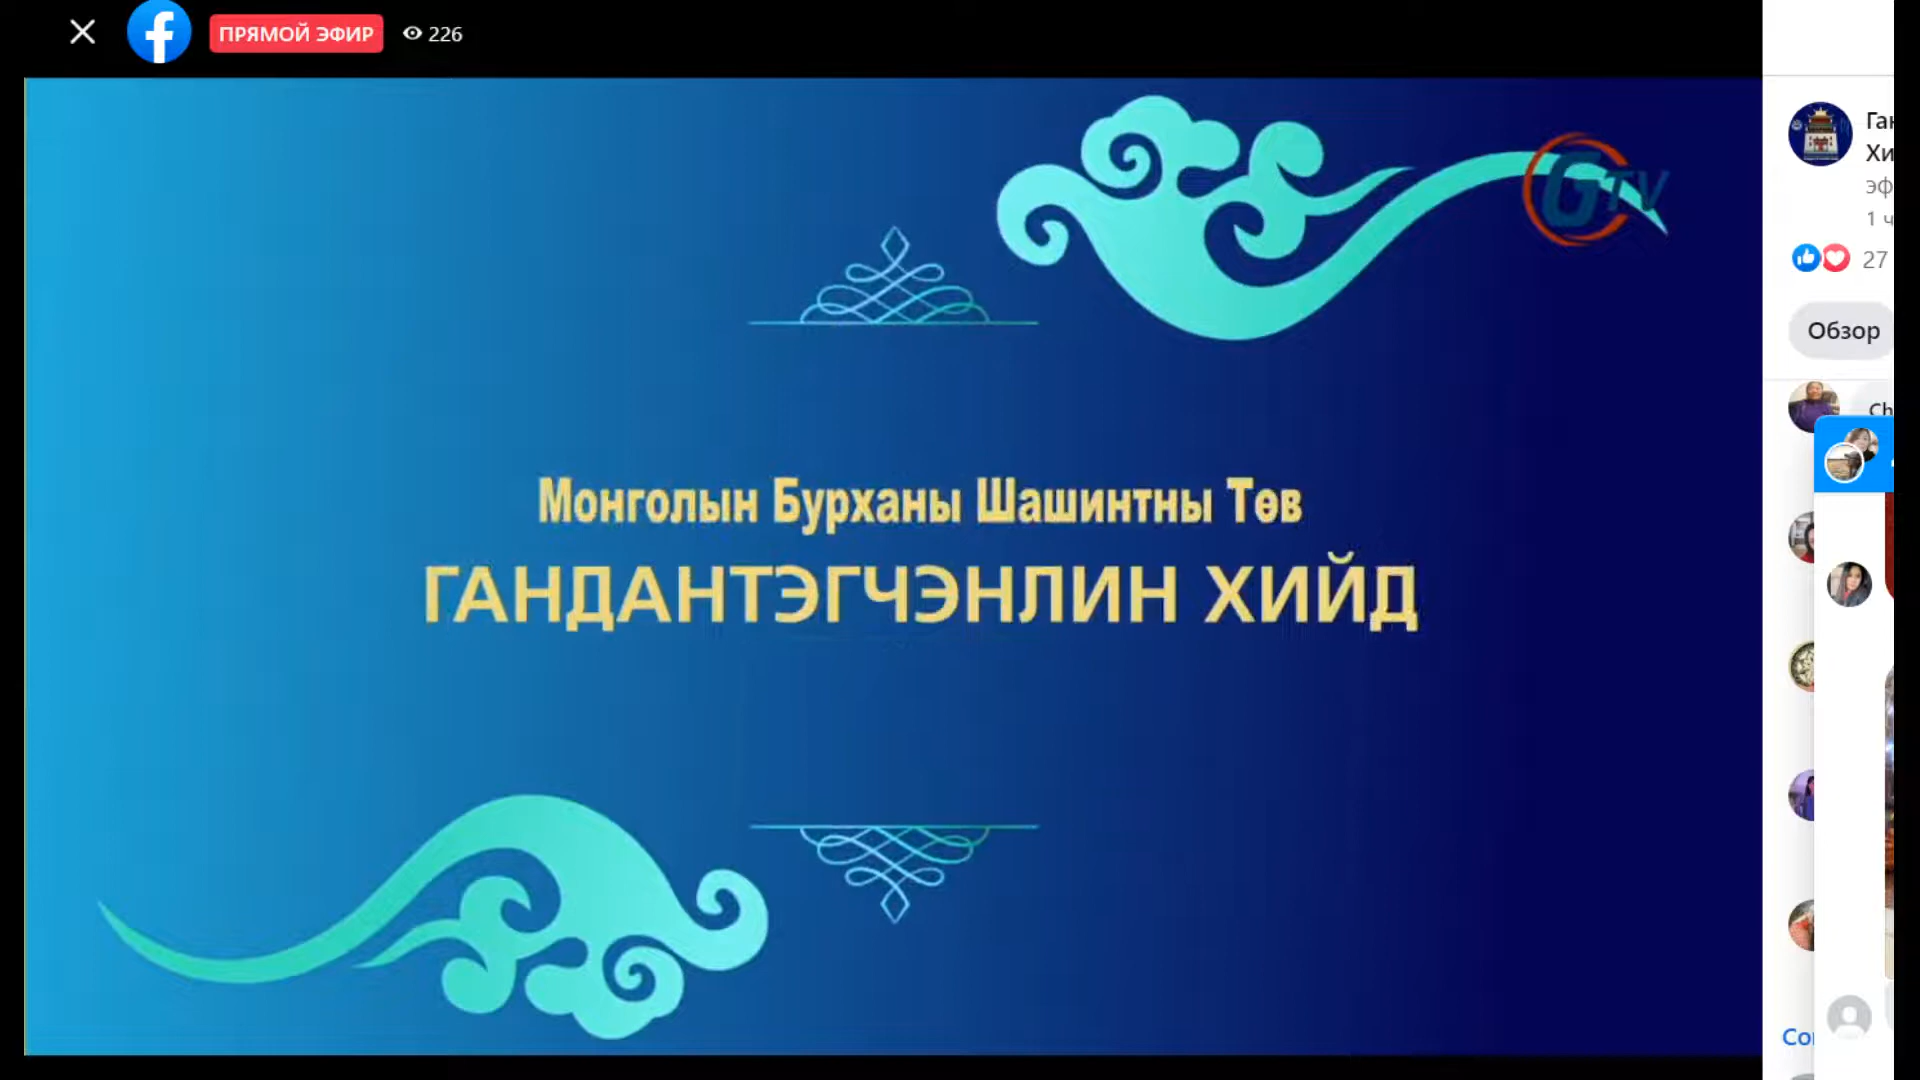 ПРЯМОЙ ЭФИР
226
GTV
Монголын Бурханы Шашинтны Төв
ГАНДАНТЭГЧЭНЛИН ХИЙД
27
Обзор